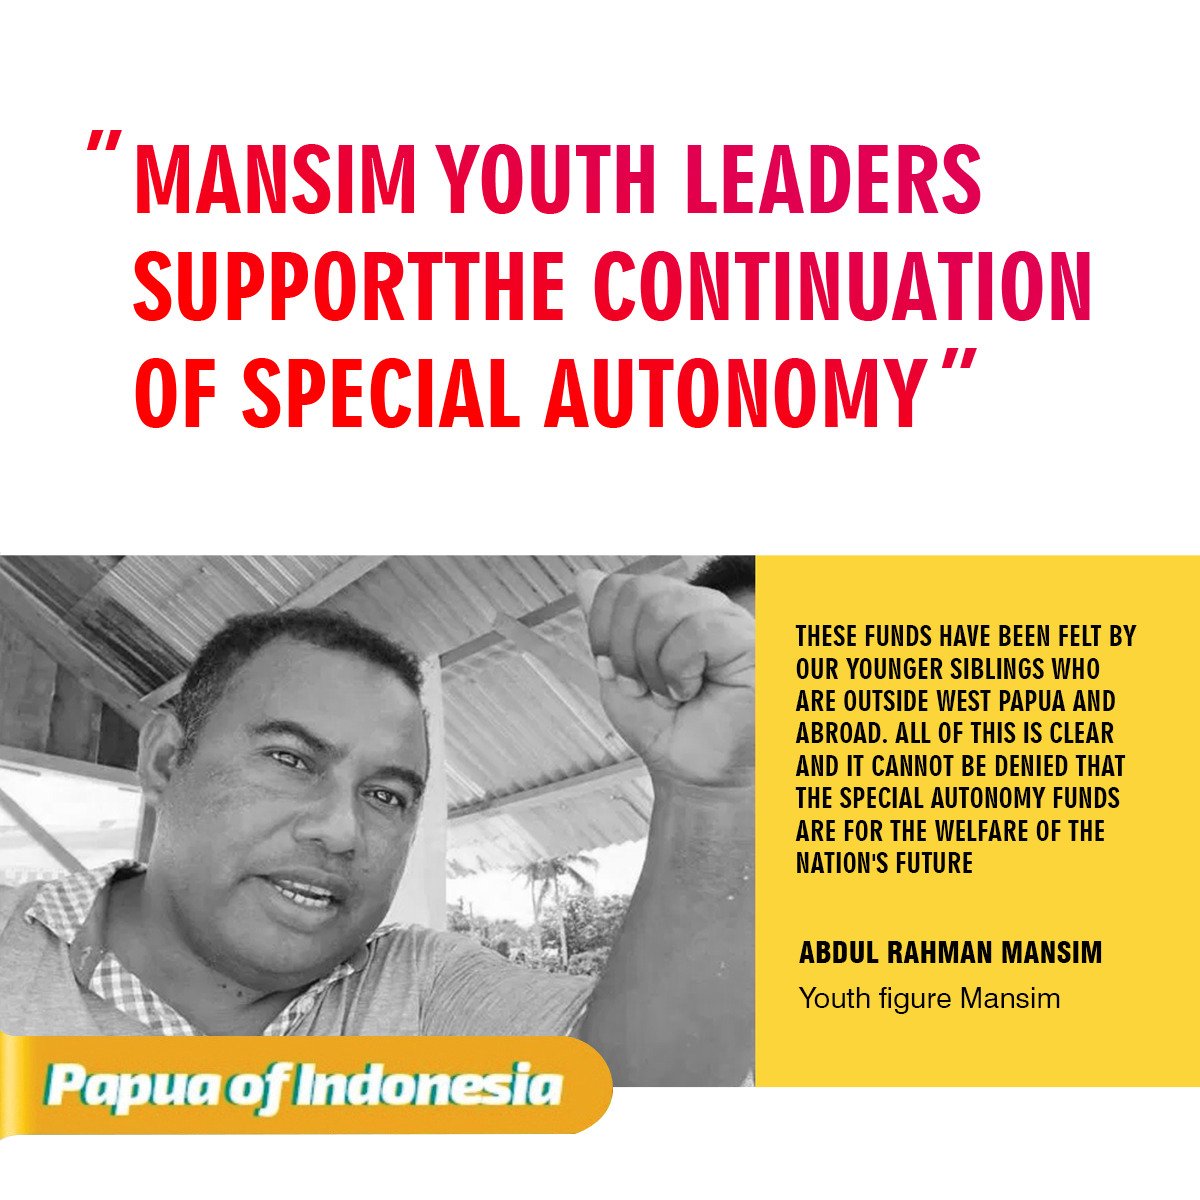 "MANSIM YOUTH LEADERS
SUPPORTTHE CONTINUATION
OF SPECIAL AUTONOMY"
THESE FUNDS HAVE BEEN FELT BY
OUR YOUNGER SIBLINGS WHO
ARE OUTSIDE WEST PAPUA AND
ABROAD. ALL OF THIS IS CLEAR
AND IT CANNOT BE DENIED THAT
THE SPECIAL AUTONOMY FUNDS
ARE FOR THE WELFARE OF THE
NATION'S FUTURE
ABDUL RAHMAN MANSIM
Youth figure Mansim
Papua of Indonesia